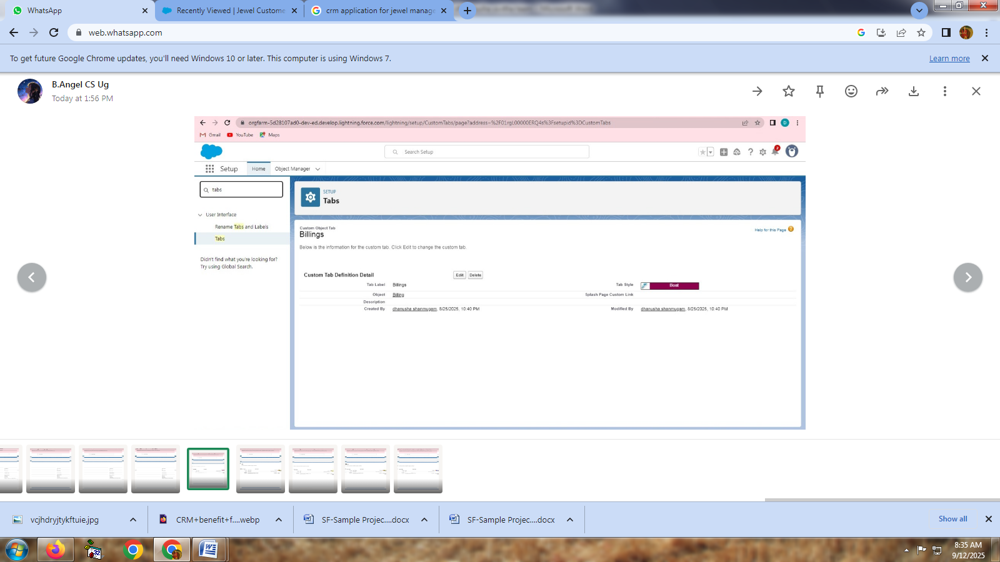 WhatsApp
Recently Viewed | Jewel Custome
crm application for jewel manage
web.whatsapp.com
To get future Google Chrome updates, you'll need Windows 10 or later. This computer is using Windows 7.
Learn more
B.Angel CS Ug
Today at 1:56 PM
orgfarm-5d28107ad0-dev-ed.develop.lightning.force.com/lightning/setup/CustomTabs/page?address=%2F01rgL00000ERQ4s%3Fsetupid%3DCustomTabs
D
Gmail
YouTube
Maps
Search Setup
2
Setup
Home
Object Manager
tabs
SETUP
Tabs
User Interface
Rename Tabs and Labels
Tabs
Didn't find what you're looking for?
Try using Global Search.
Custom Object Tab
Billings
Help for this Page
Below is the information for the custom tab. Click Edit to change the custom tab.
Custom Tab Definition Detail
Edit
Delete
Tab Label Billings
Tab Style Boat
Object Billing
Splash Page Custom Link
Description
Created By dhanusha shanmugam, 8/25/2025, 10:40 PM
Modified By dhanusha shanmugam, 8/25/2025, 10:40 PM
vcjhdryjtykftuie.jpg
CRM+benefit+f....webp
SF-Sample Projec....docx
SF-Sample Projec....docx
Show all
8:35 AM
9/12/2025